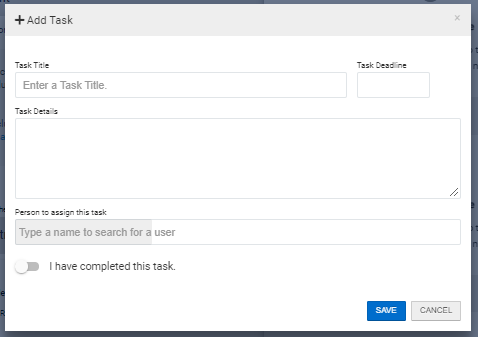 + Add Task
×
Task Title
Task Deadline
Enter a Task Title.
Task Details
Person to assign this task
Type a name to search for a user
I have completed this task.
SAVE
CANCEL